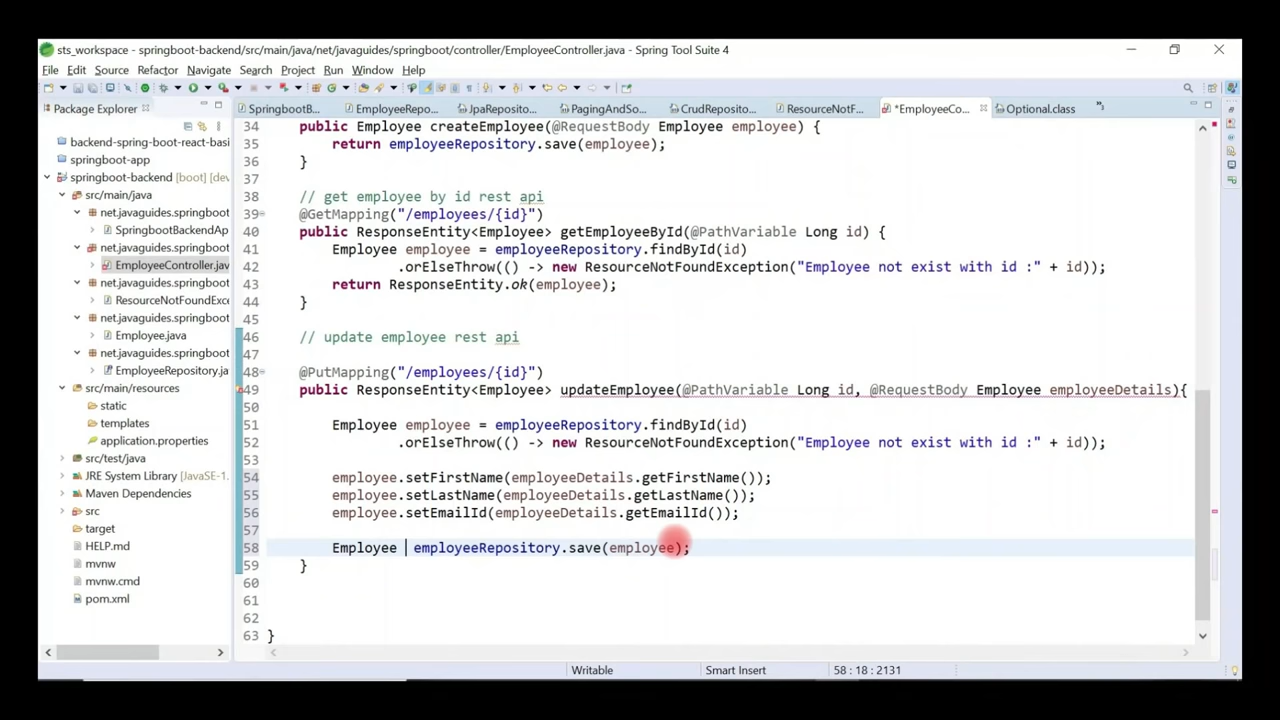 sts_workspace - springboot-backend/src/main/java/net/javaguides/springboot/controller/EmployeeController.java - Spring Tool Suite 4
File Edit Source Refactor Navigate Search Project Run Window Help
Package Explorer
SpringbootB... EmployeeRepo... JpaReposito... PagingAndSo... CrudReposito... ResourceNotF... *EmployeeCo... Optional.class
backend-spring-boot-react-basi
springboot-app
springboot-backend [boot] [dev
src/main/java
net.javaguides.springboot
SpringbootBackendAp
net.javaguides.springboot
EmployeeController.jav
net.javaguides.springboot
ResourceNotFoundExce
net.javaguides.springboot
Employee.java
net.javaguides.springboot
EmployeeRepository.ja
src/main/resources
static
templates
application.properties
src/test/java
JRE System Library [JavaSE-1.
Maven Dependencies
src
target
HELP.md
mvnw
mvnw.cmd
pom.xml
34 public Employee createEmployee(@RequestBody Employee employee) {
35 return employeeRepository.save(employee);
36 }
37
38 // get employee by id rest api
39 @GetMapping("/employees/{id}")
40 public ResponseEntity<Employee> getEmployeeById(@PathVariable Long id) {
41 Employee employee = employeeRepository.findById(id)
42 .orElseThrow(() -> new ResourceNotFoundException("Employee not exist with id :" + id));
43 return ResponseEntity.ok(employee);
44 }
45
46 // update employee rest api
47
48 @PutMapping("/employees/{id}")
49 public ResponseEntity<Employee> updateEmployee(@PathVariable Long id, @RequestBody Employee employeeDetails){
50
51 Employee employee = employeeRepository.findById(id)
52 .orElseThrow(() -> new ResourceNotFoundException("Employee not exist with id :" + id));
53
54 employee.setFirstName(employeeDetails.getFirstName());
55 employee.setLastName(employeeDetails.getLastName());
56 employee.setEmailId(employeeDetails.getEmailId());
57
58 Employee employeeRepository.save(employee);
59 }
60
61
62
63 }
Writable Smart Insert 58 : 18 : 2131